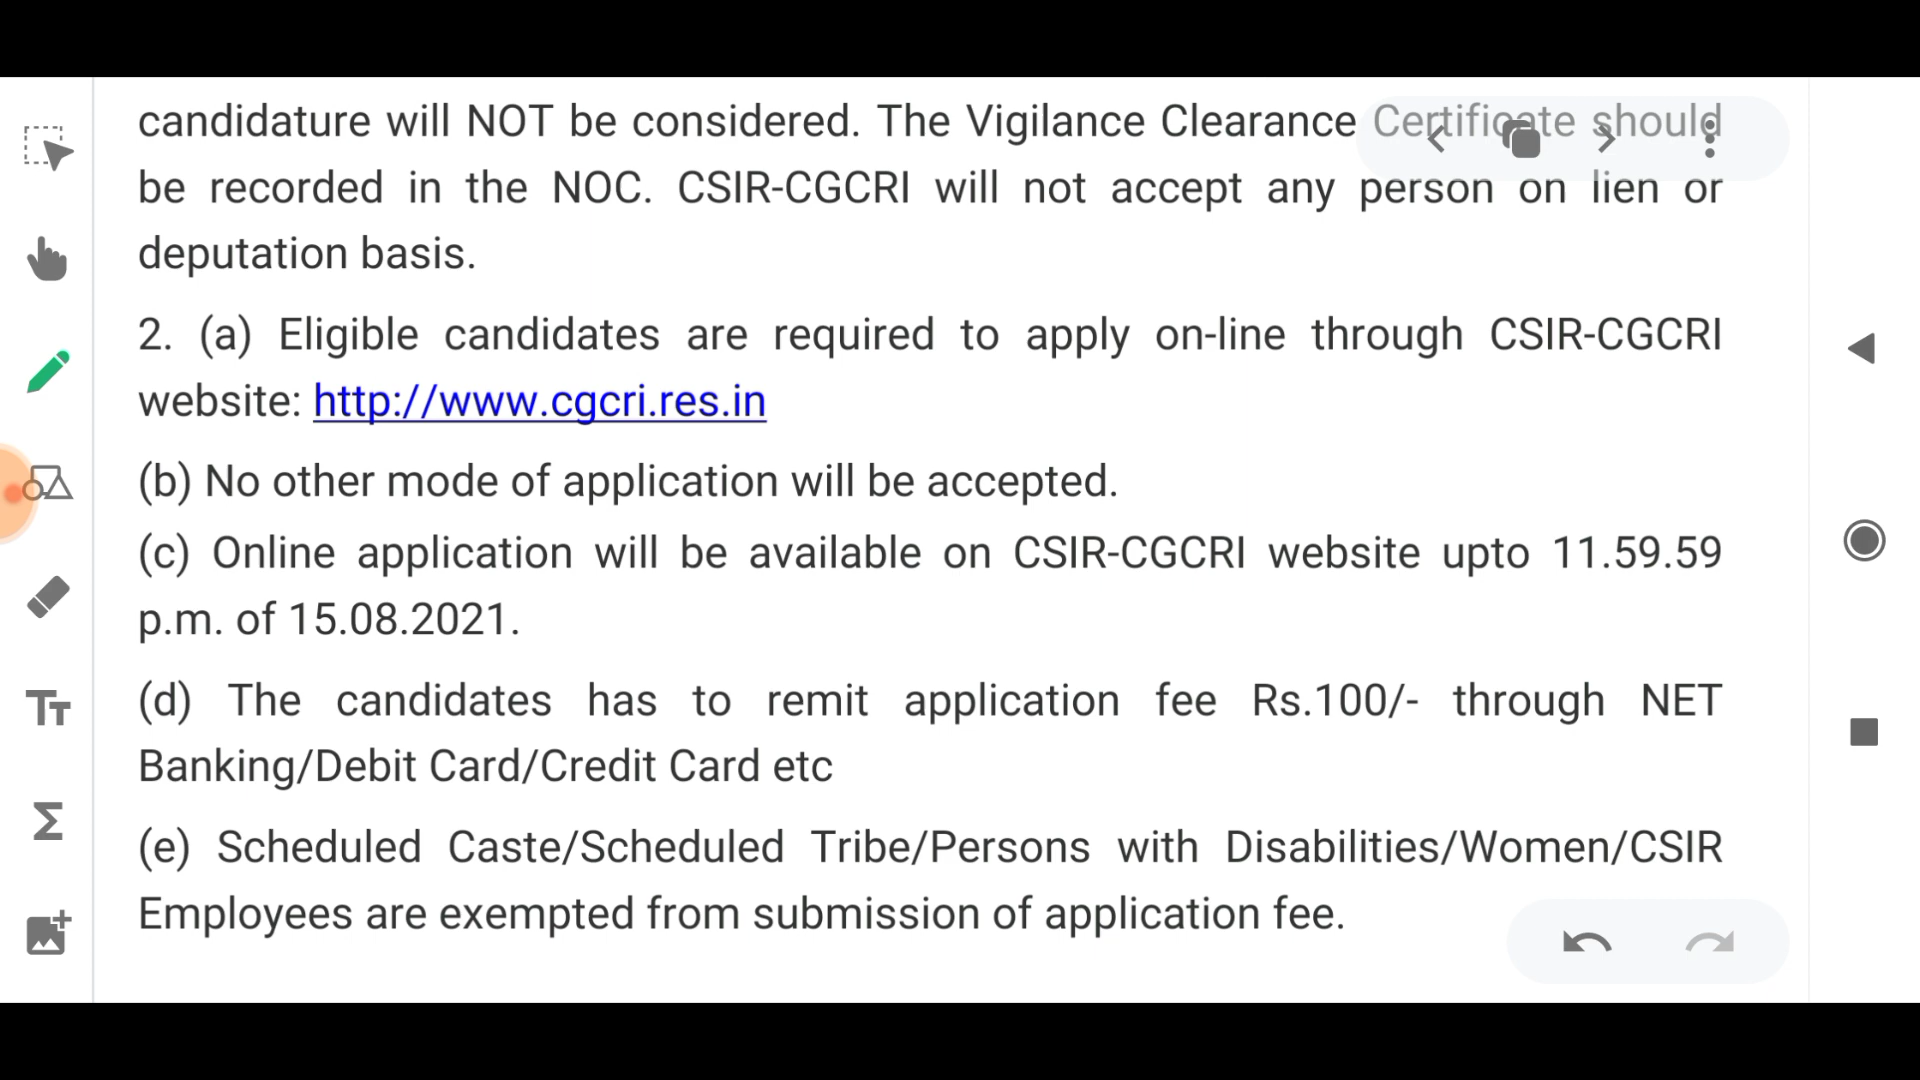 candidature will NOT be considered. The Vigilance Clearance Certificate should
be recorded in the NOC. CSIR-CGCRI will not accept any person on lien or
deputation basis.
2. (a) Eligible candidates are required to apply on-line through CSIR-CGCRI
website: http://www.cgcri.res.in
(b) No other mode of application will be accepted.
(c) Online application will be available on CSIR-CGCRI website upto 11.59.59
p.m. of 15.08.2021.
(d) The candidates has to remit application fee Rs.100/- through NET
Banking/Debit Card/Credit Card etc
(e) Scheduled Caste/Scheduled Tribe/Persons with Disabilities/Women/CSIR
Employees are exempted from submission of application fee.